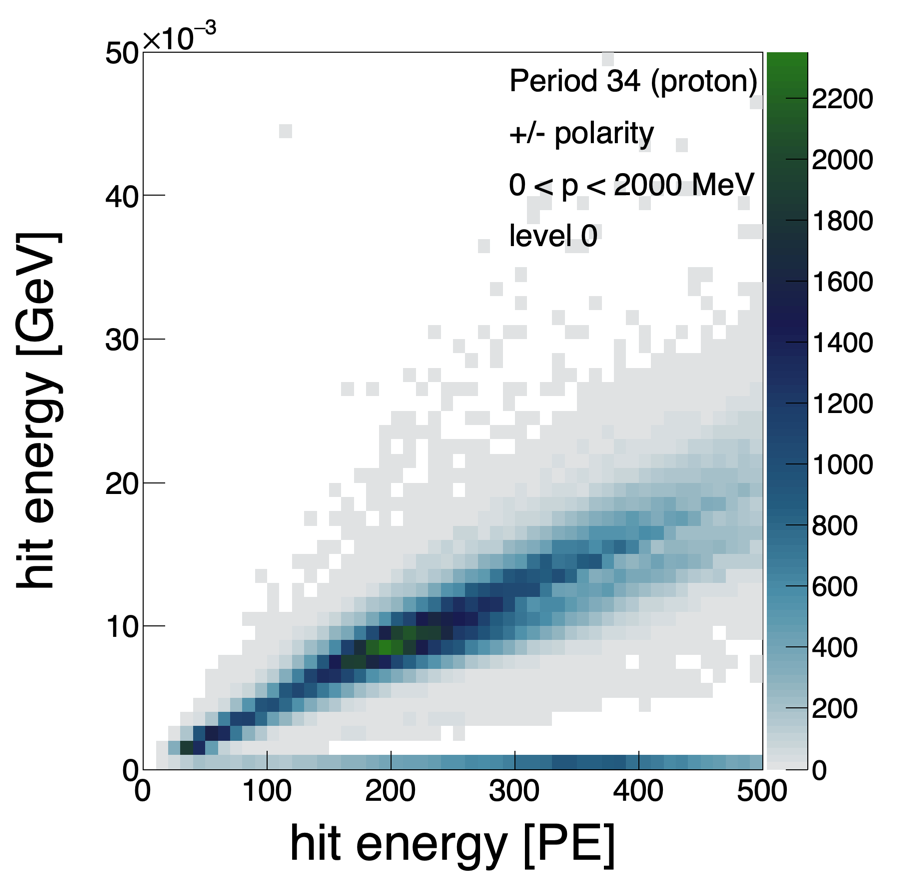 ×10⁻³
50
40
30
20
10
0
hit energy [GeV]
Period 34 (proton)
+/- polarity
0 < p < 2000 MeV
level 0
2200
2000
1800
1600
1400
1200
1000
800
600
400
200
0
0 100 200 300 400 500
hit energy [PE]